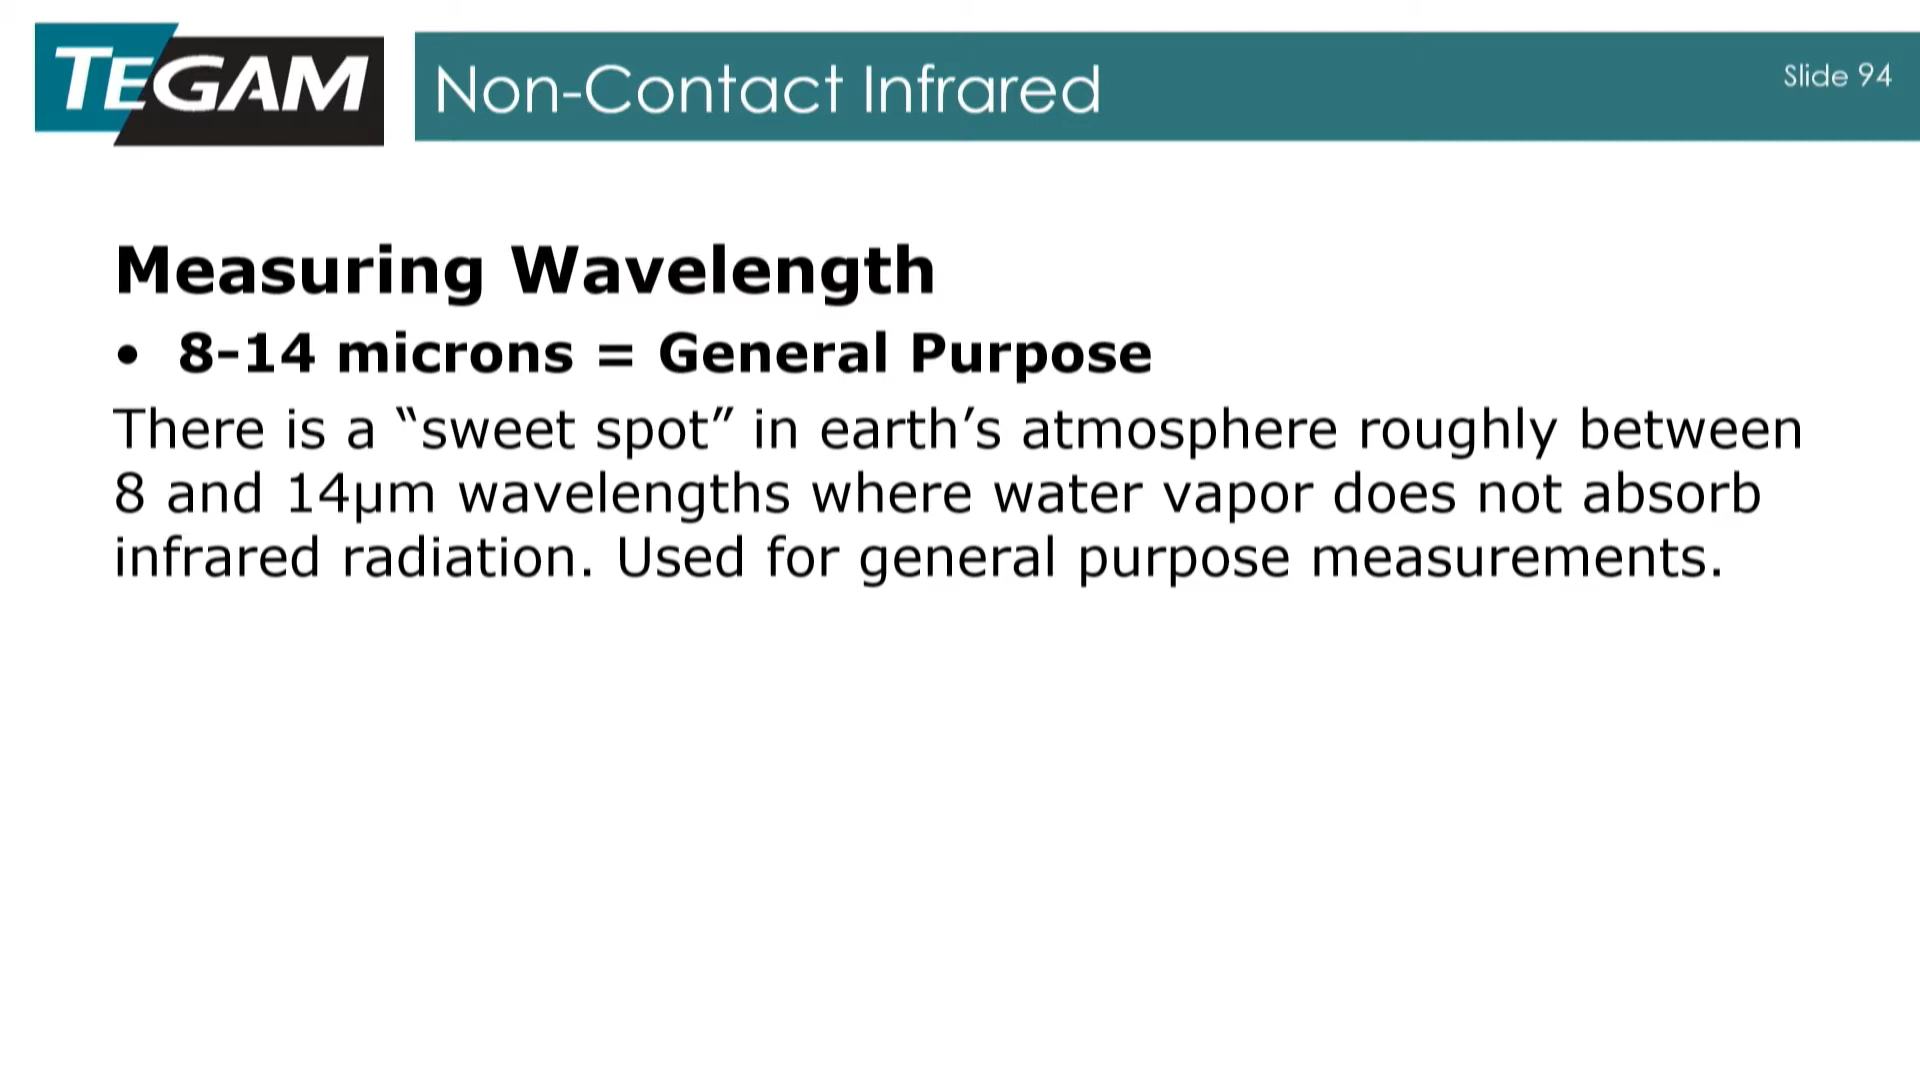 TEGAM
Non-Contact Infrared
Slide 94
Measuring Wavelength
• 8-14 microns = General Purpose
There is a “sweet spot” in earth’s atmosphere roughly between
8 and 14µm wavelengths where water vapor does not absorb
infrared radiation. Used for general purpose measurements.